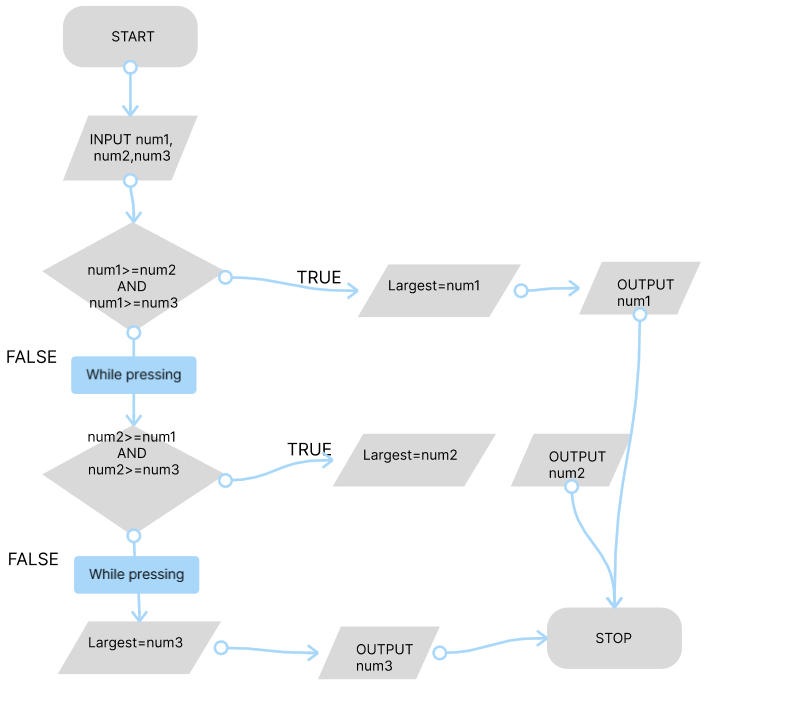 START
INPUT num1,
num2,num3
num1>=num2
AND
num1>=num3
TRUE
Largest=num1
OUTPUT
num1
FALSE
While pressing
num2>=num1
AND
num2>=num3
TRUE
Largest=num2
OUTPUT
num2
FALSE
While pressing
Largest=num3
OUTPUT
num3
STOP